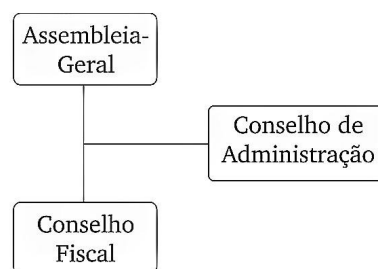 Assembleia-
Geral
Conselho de
Administração
Conselho
Fiscal